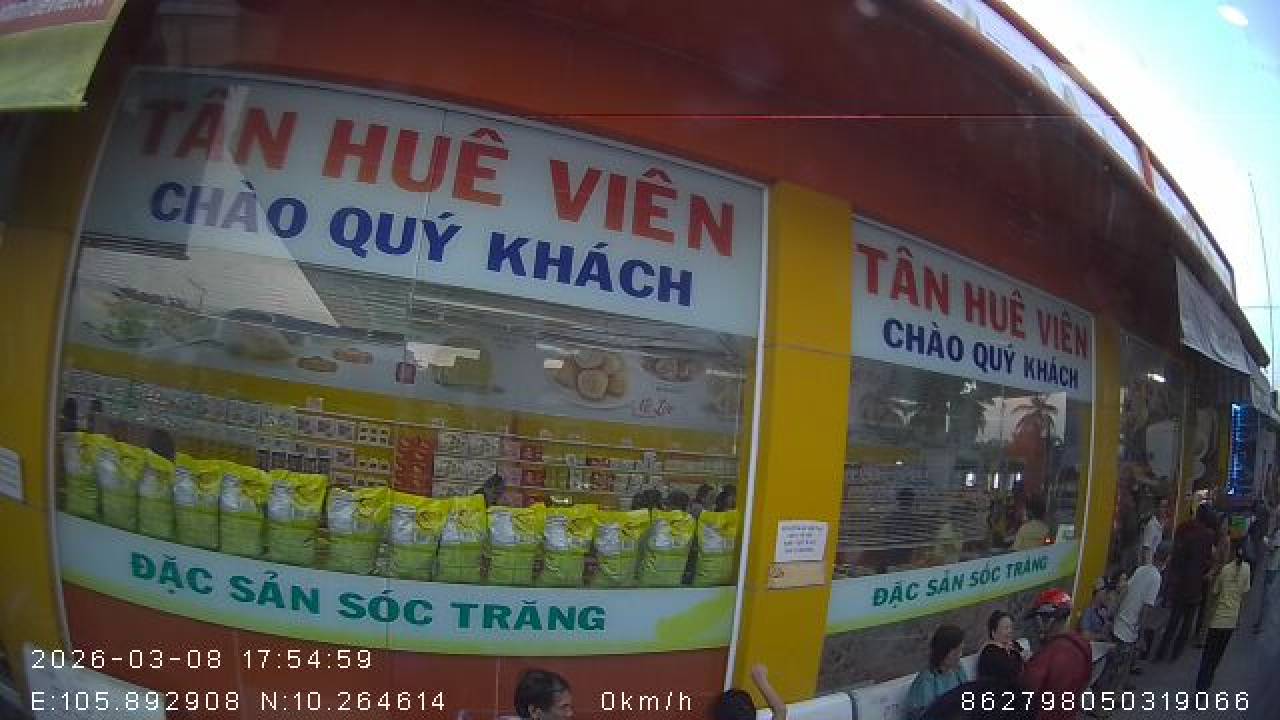 TÂN HUÊ VIÊN
CHÀO QUÝ KHÁCH
ĐẶC SẢN SÓC TRĂNG
TÂN HUÊ VIÊN
CHÀO QUÝ KHÁCH
ĐẶC SẢN SÓC TRĂNG
2026-03-08 17:54:59
E:105.892908 N:10.264614 0km/h 862798050319066